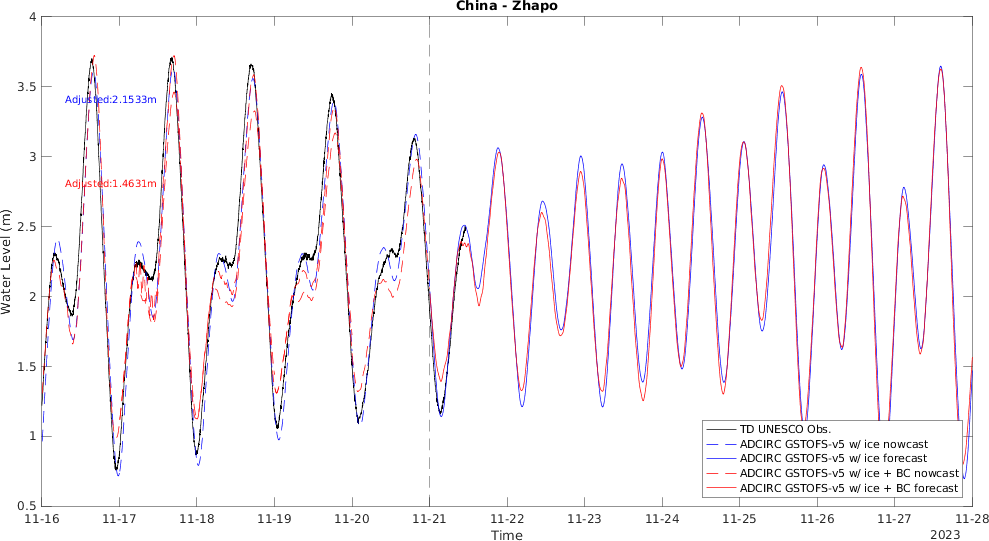 China - Zhapo
4
3.5
Adjusted:2.1533m
3
Adjusted:1.4631m
2.5
Water Level (m)
2
1.5
1
0.5
TD UNESCO Obs.
ADCIRC GSTOFS-v5 w/ ice nowcast
ADCIRC GSTOFS-v5 w/ ice forecast
ADCIRC GSTOFS-v5 w/ ice + BC nowcast
ADCIRC GSTOFS-v5 w/ ice + BC forecast
11-16 11-17 11-18 11-19 11-20 11-21 11-22 11-23 11-24 11-25 11-26 11-27 11-28
Time
2023